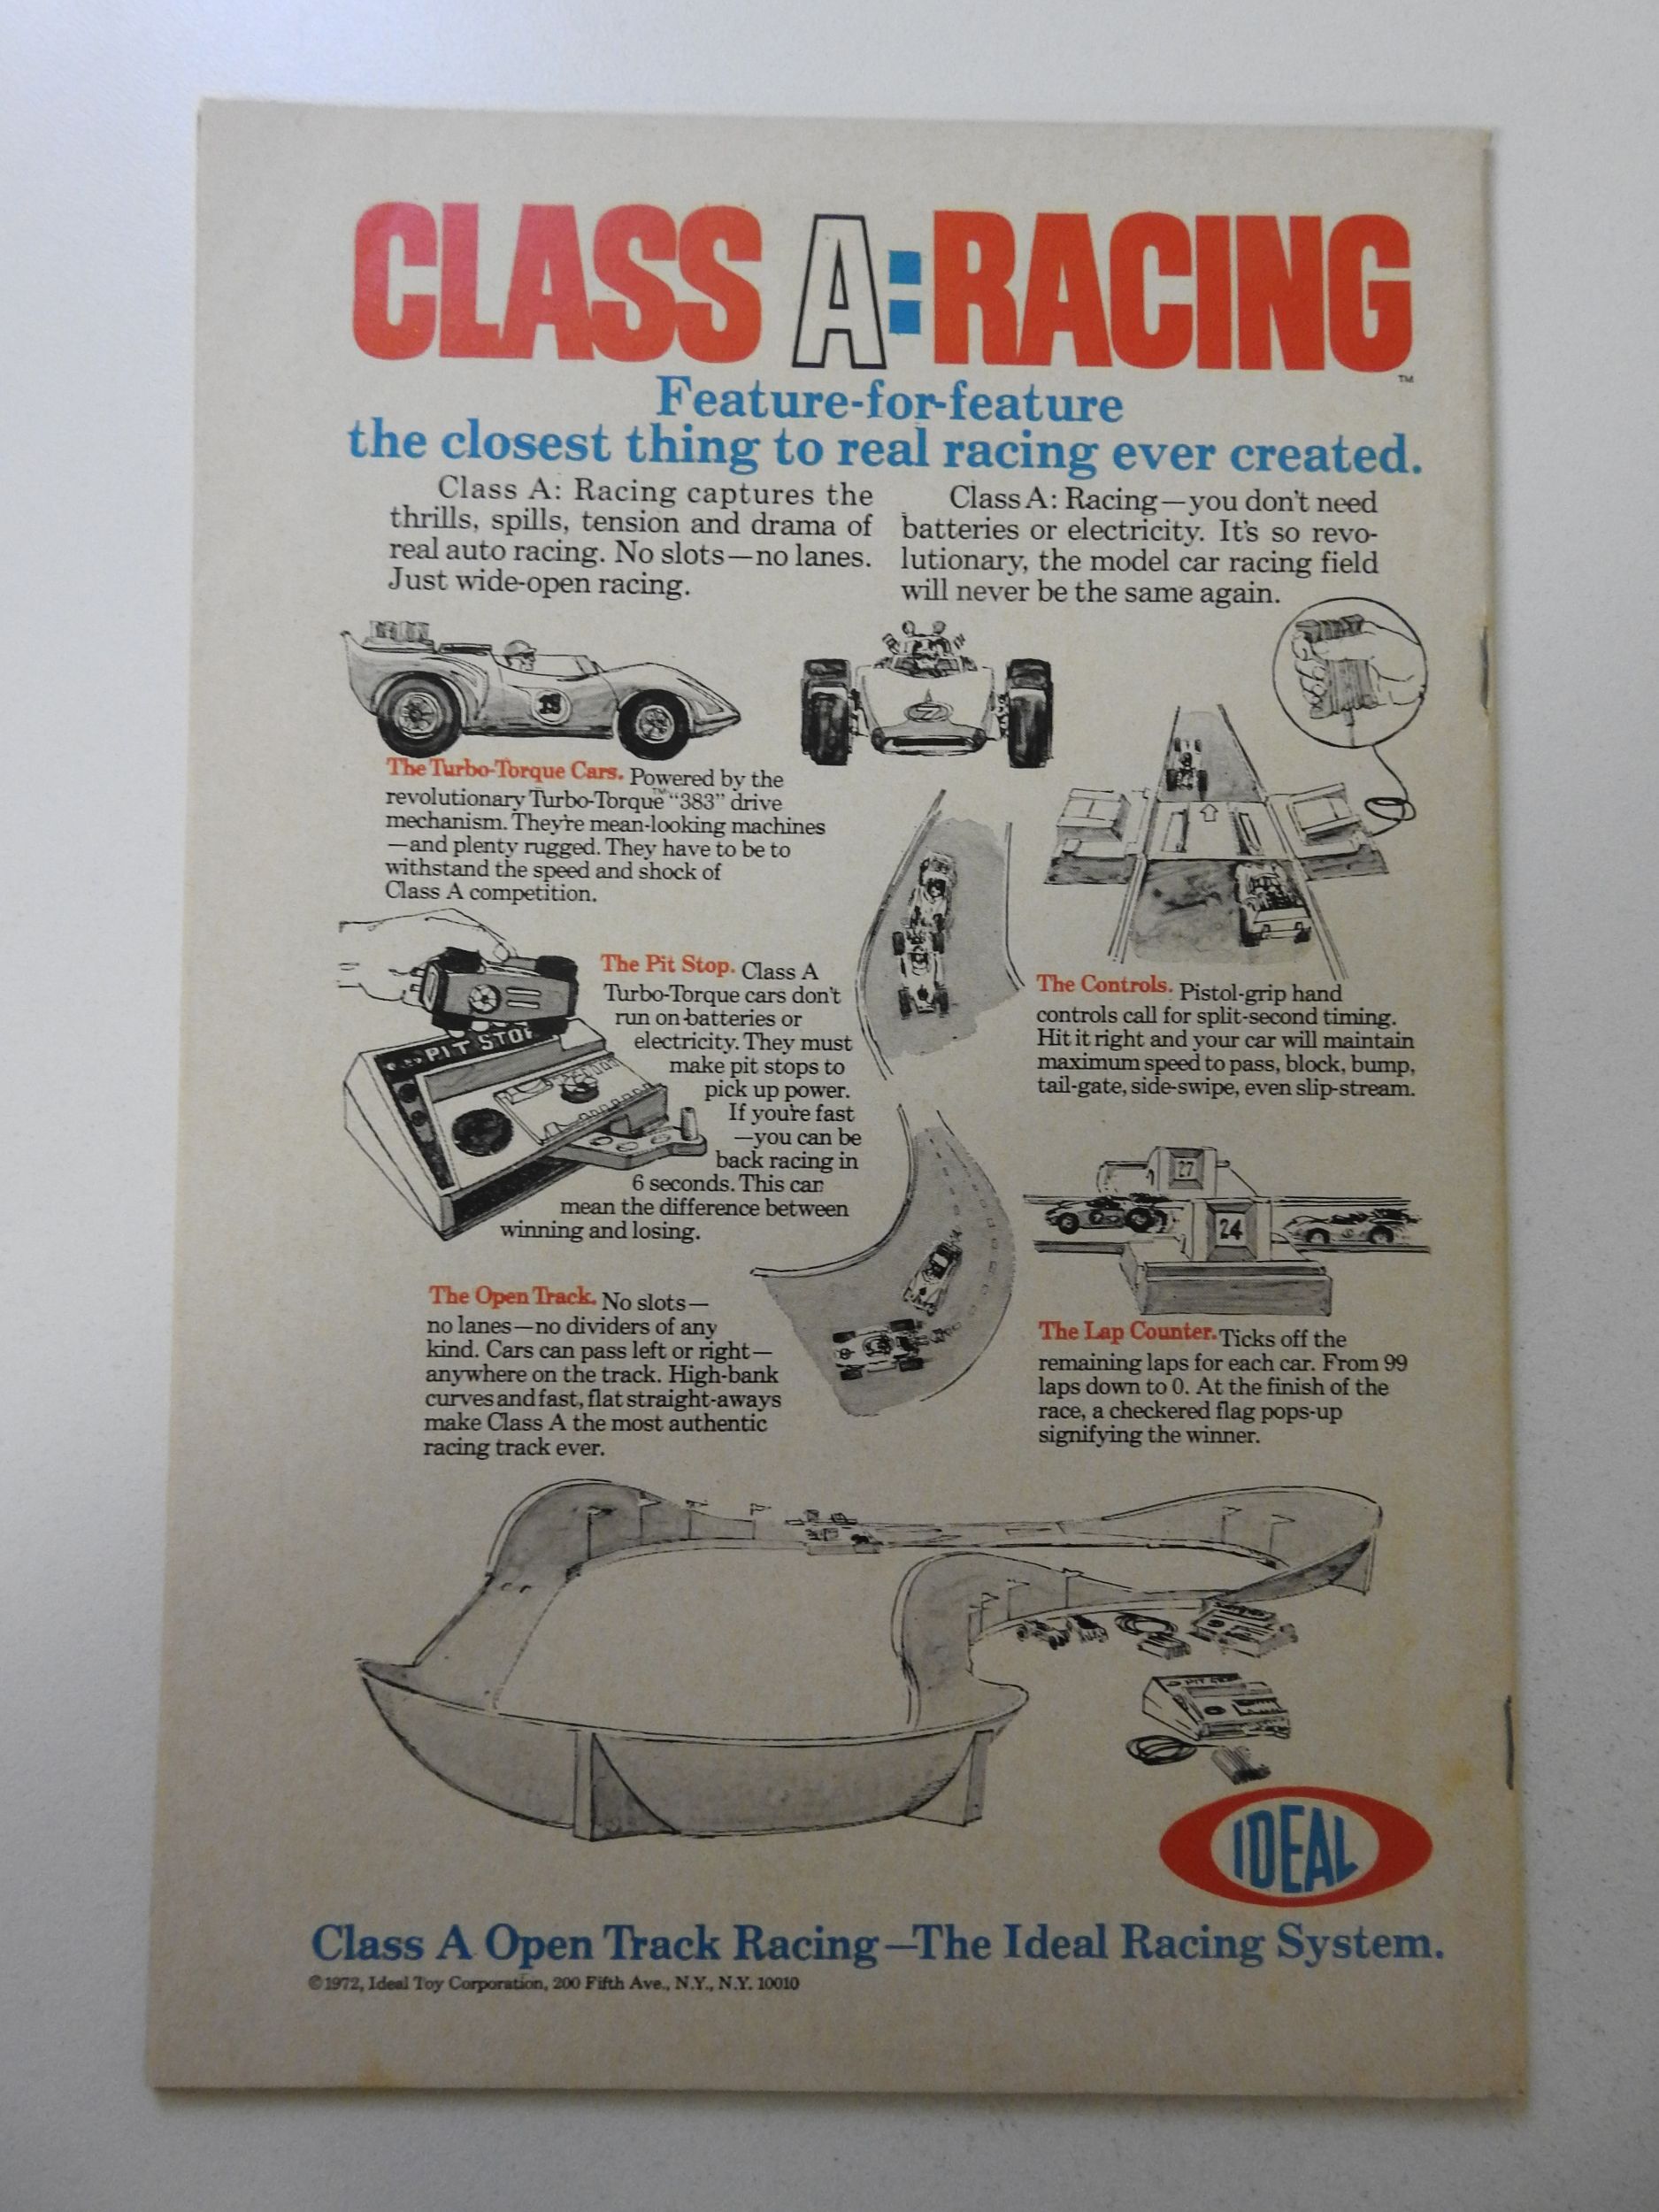 CLASS A:RACING
™
Feature-for-feature
the closest thing to real racing ever created.
Class A: Racing captures the
thrills, spills, tension and drama of
real auto racing. No slots—no lanes.
Just wide-open racing.
Class A: Racing—you don't need
batteries or electricity. It's so revo-
lutionary, the model car racing field
will never be the same again.
The Turbo-Torque Cars. Powered by the
revolutionary Turbo-Torque™ "383" drive
mechanism. They're mean-looking machines
—and plenty rugged. They have to be to
withstand the speed and shock of
Class A competition.
PIT STOP
The Pit Stop. Class A
Turbo-Torque cars don't
run on batteries or
electricity. They must
make pit stops to
pick up power.
If you're fast
—you can be
back racing in
6 seconds. This can
mean the difference between
winning and losing.
The Controls. Pistol-grip hand
controls call for split-second timing.
Hit it right and your car will maintain
maximum speed to pass, block, bump,
tail-gate, side-swipe, even slip-stream.
27
24
The Open Track. No slots—
no lanes—no dividers of any
kind. Cars can pass left or right—
anywhere on the track. High-bank
curves and fast, flat straight-aways
make Class A the most authentic
racing track ever.
The Lap Counter. Ticks off the
remaining laps for each car. From 99
laps down to 0. At the finish of the
race, a checkered flag pops-up
signifying the winner.
IDEAL
Class A Open Track Racing—The Ideal Racing System.
©1972, Ideal Toy Corporation, 200 Fifth Ave., N.Y., N.Y. 10010